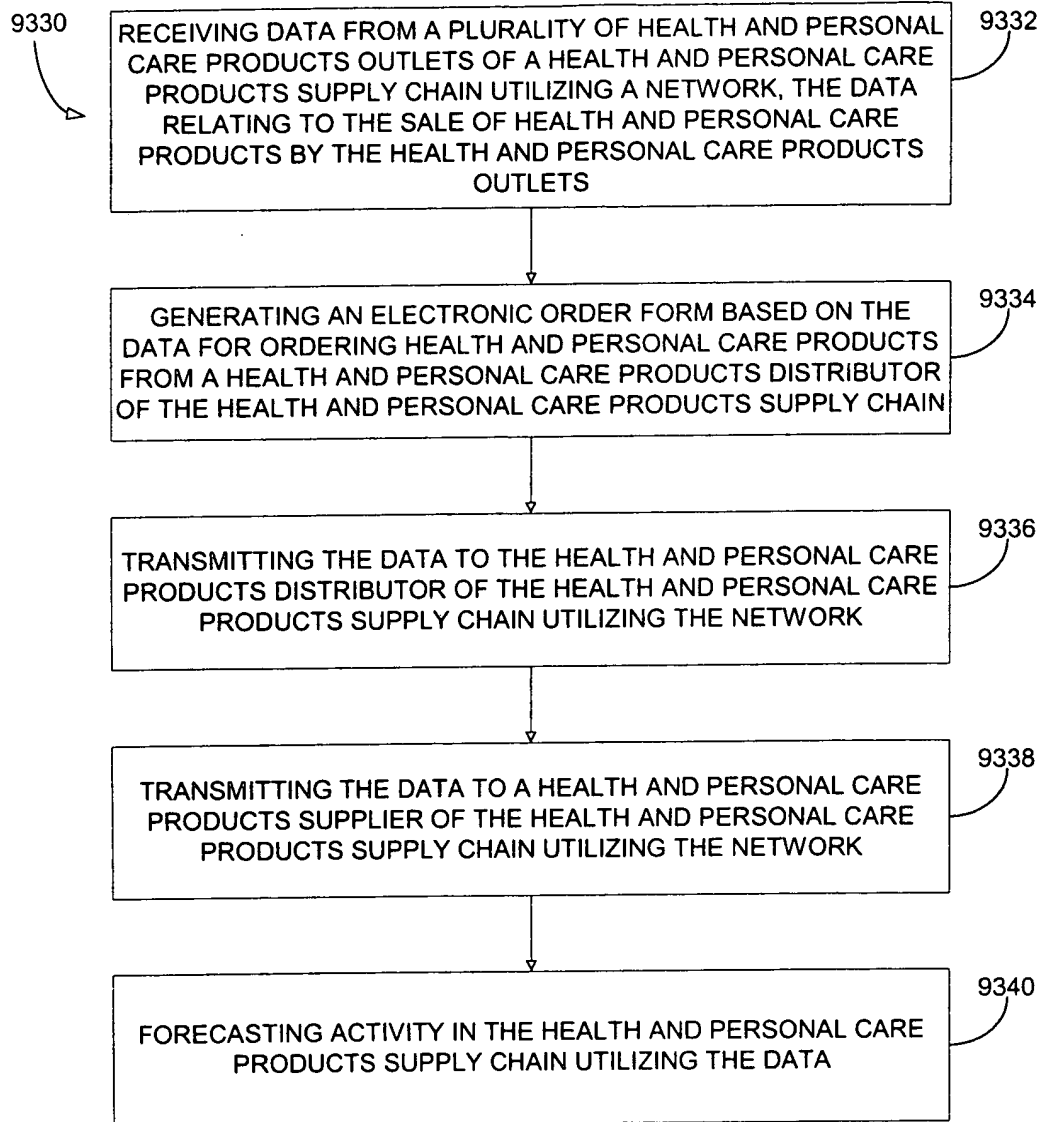 9330
RECEIVING DATA FROM A PLURALITY OF HEALTH AND PERSONAL
CARE PRODUCTS OUTLETS OF A HEALTH AND PERSONAL CARE
PRODUCTS SUPPLY CHAIN UTILIZING A NETWORK, THE DATA
RELATING TO THE SALE OF HEALTH AND PERSONAL CARE
PRODUCTS BY THE HEALTH AND PERSONAL CARE PRODUCTS
OUTLETS
9332
GENERATING AN ELECTRONIC ORDER FORM BASED ON THE
DATA FOR ORDERING HEALTH AND PERSONAL CARE PRODUCTS
FROM A HEALTH AND PERSONAL CARE PRODUCTS DISTRIBUTOR
OF THE HEALTH AND PERSONAL CARE PRODUCTS SUPPLY CHAIN
9334
TRANSMITTING THE DATA TO THE HEALTH AND PERSONAL CARE
PRODUCTS DISTRIBUTOR OF THE HEALTH AND PERSONAL CARE
PRODUCTS SUPPLY CHAIN UTILIZING THE NETWORK
9336
TRANSMITTING THE DATA TO A HEALTH AND PERSONAL CARE
PRODUCTS SUPPLIER OF THE HEALTH AND PERSONAL CARE
PRODUCTS SUPPLY CHAIN UTILIZING THE NETWORK
9338
FORECASTING ACTIVITY IN THE HEALTH AND PERSONAL CARE
PRODUCTS SUPPLY CHAIN UTILIZING THE DATA
9340